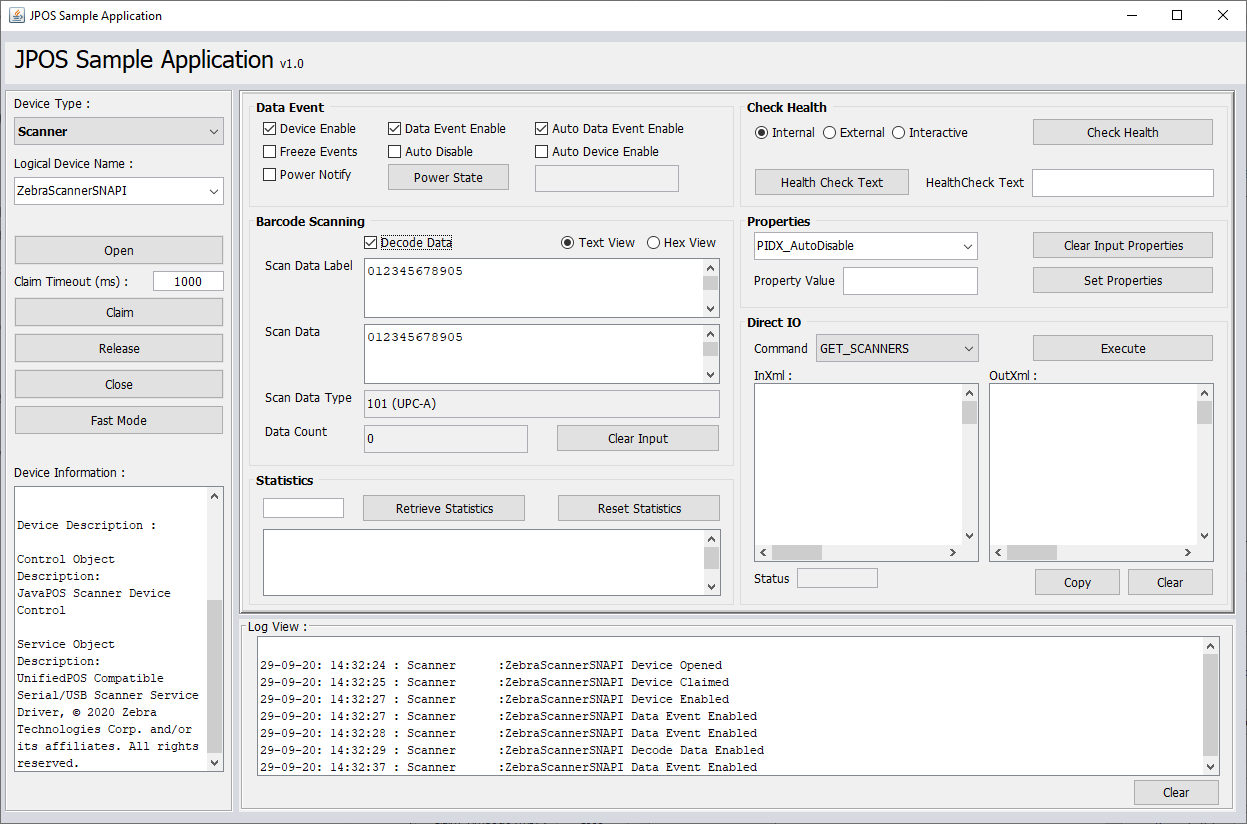 JPOS Sample Application
JPOS Sample Application v1.0
Device Type :
Scanner
Logical Device Name :
ZebraScannerSNAPI
Open
Claim Timeout (ms) : 1000
Claim
Release
Close
Fast Mode
Device Information :
Device Description :
Control Object
Description:
JavaPOS Scanner Device
Control
Service Object
Description:
UnifiedPOS Compatible
Serial/USB Scanner Service
Driver, © 2020 Zebra
Technologies Corp. and/or
its affiliates. All rights
reserved.
Data Event
Device Enable Data Event Enable Auto Data Event Enable
Freeze Events Auto Disable Auto Device Enable
Power Notify Power State
Barcode Scanning
Decode Data Text View Hex View
Scan Data Label 012345678905
Scan Data 012345678905
Scan Data Type 101 (UPC-A)
Data Count 0 Clear Input
Statistics
Retrieve Statistics Reset Statistics
Check Health
Internal External Interactive Check Health
Health Check Text HealthCheck Text
Properties
PIDX_AutoDisable Clear Input Properties
Property Value Set Properties
Direct IO
Command GET_SCANNERS Execute
InXml : OutXml :
Status Copy Clear
Log View :
29-09-20: 14:32:24 : Scanner :ZebraScannerSNAPI Device Opened
29-09-20: 14:32:25 : Scanner :ZebraScannerSNAPI Device Claimed
29-09-20: 14:32:27 : Scanner :ZebraScannerSNAPI Device Enabled
29-09-20: 14:32:27 : Scanner :ZebraScannerSNAPI Data Event Enabled
29-09-20: 14:32:28 : Scanner :ZebraScannerSNAPI Data Event Enabled
29-09-20: 14:32:29 : Scanner :ZebraScannerSNAPI Decode Data Enabled
29-09-20: 14:32:37 : Scanner :ZebraScannerSNAPI Data Event Enabled
Clear